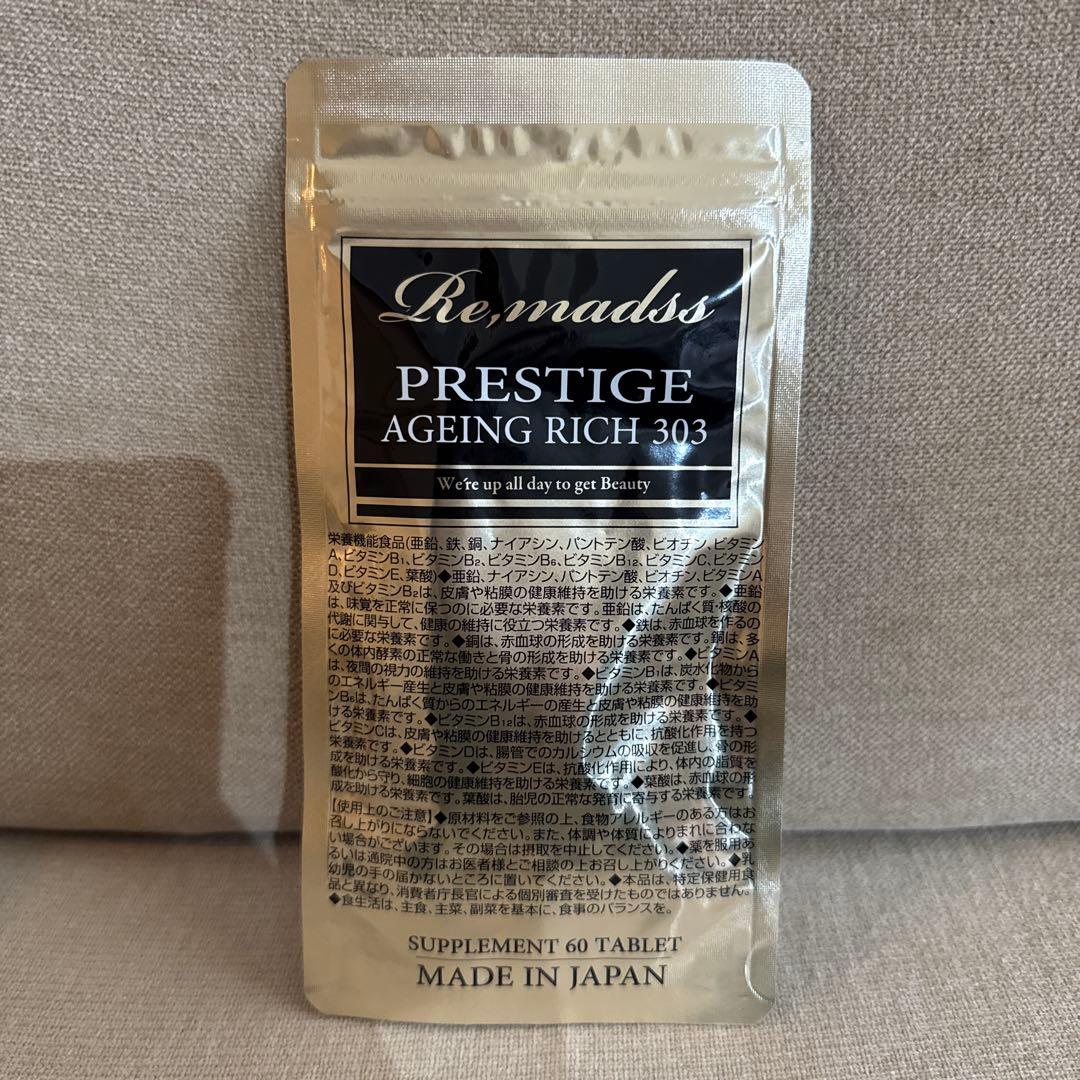 Re,madss
PRESTIGE
AGEING RICH 303
We're up all day to get Beauty
栄養機能食品(亜鉛、鉄、銅、ナイアシン、パントテン酸、ビオチン、ビタミン
A、ビタミンB1、ビタミンB2、ビタミンB6、ビタミンB12、ビタミンC、ビタミン
D、ビタミンE、葉酸)◆亜鉛、ナイアシン、パントテン酸、ビオチン、ビタミンA
及びビタミンB2は、皮膚や粘膜の健康維持を助ける栄養素です。◆亜鉛
は、味覚を正常に保つのに必要な栄養素です。亜鉛は、たんぱく質・核酸の
代謝に関与して、健康の維持に役立つ栄養素です。◆鉄は、赤血球を作るの
に必要な栄養素です。◆銅は、赤血球の形成を助ける栄養素です。銅は、多
くの体内酵素の正常な働きと骨の形成を助ける栄養素です。◆ビタミンA
は、夜間の視力の維持を助ける栄養素です。◆ビタミンB1は、炭水化物から
のエネルギー産生と皮膚や粘膜の健康維持を助ける栄養素です。◆ビタミ
ンB6は、たんぱく質からのエネルギーの産生と皮膚や粘膜の健康維持を助
ける栄養素です。◆ビタミンB12は、赤血球の形成を助ける栄養素です。◆
ビタミンCは、皮膚や粘膜の健康維持を助けるとともに、抗酸化作用を持つ
栄養素です。◆ビタミンDは、腸管でのカルシウムの吸収を促進し、骨の形
成を助ける栄養素です。◆ビタミンEは、抗酸化作用により、体内の脂質を
酸化から守り、細胞の健康維持を助ける栄養素です。◆葉酸は、赤血球の形
成を助ける栄養素です。葉酸は、胎児の正常な発育に寄与する栄養素です。
【使用上のご注意】◆原材料をご参照の上、食物アレルギーのある方はお
召し上がりにならないでください。また、体調や体質によりまれに合わな
い場合がございます。その場合は摂取を中止してください。◆薬を服用あ
るいは通院中の方はお医者様とご相談の上お召し上がりください。◆乳
幼児の手の届かないところに置いてください。◆本品は、特定保健用食
品と異なり、消費者庁長官による個別審査を受けたものではありません。
◆食生活は、主食、主菜、副菜を基本に、食事のバランスを。
SUPPLEMENT 60 TABLET
MADE IN JAPAN